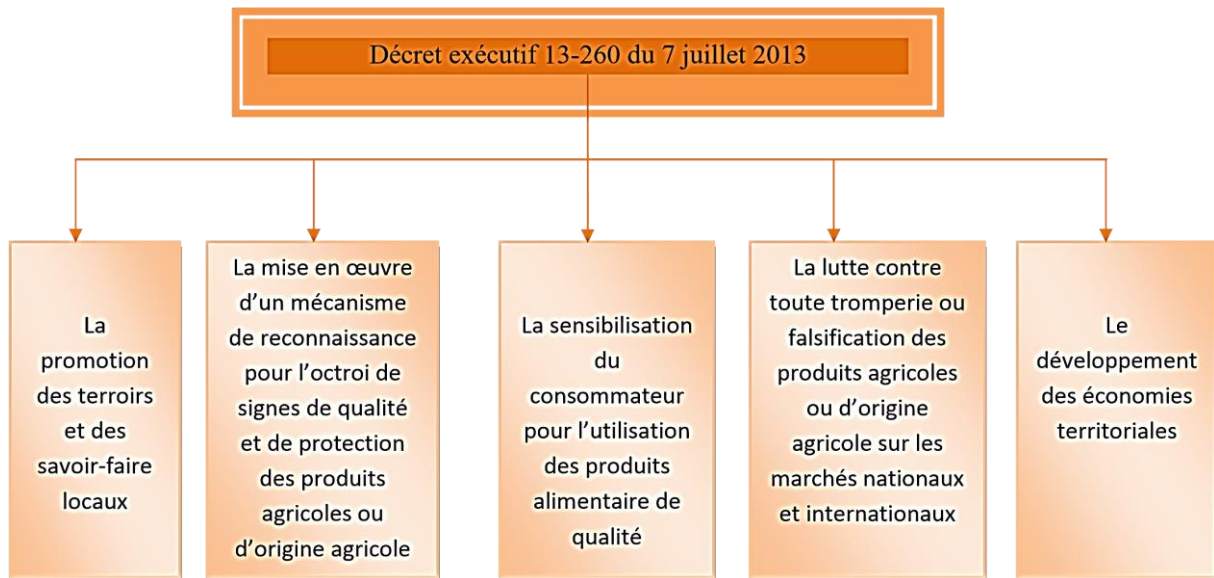 Décret exécutif 13-260 du 7 juillet 2013
La
promotion
des terroirs
et des
savoir-faire
locaux
La mise en œuvre
d’un mécanisme
de reconnaissance
pour l’octroi de
signes de qualité
et de protection
des produits
agricoles ou
d’origine agricole
La sensibilisation
du
consommateur
pour l’utilisation
des produits
alimentaire de
qualité
La lutte contre
toute tromperie ou
falsification des
produits agricoles
ou d’origine
agricole sur les
marchés nationaux
et internationaux
Le
développement
des économies
territoriales